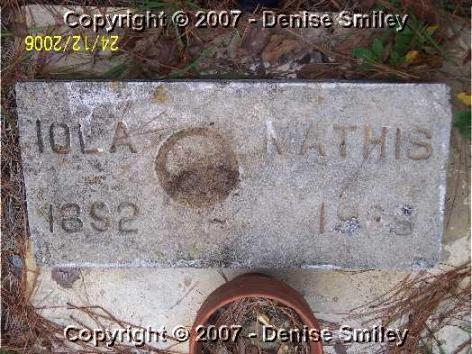 Copyright © 2007 - Denise Smiley
24/12/2006
IOLA MATHIS
1892
Copyright © 2007 - Denise Smiley